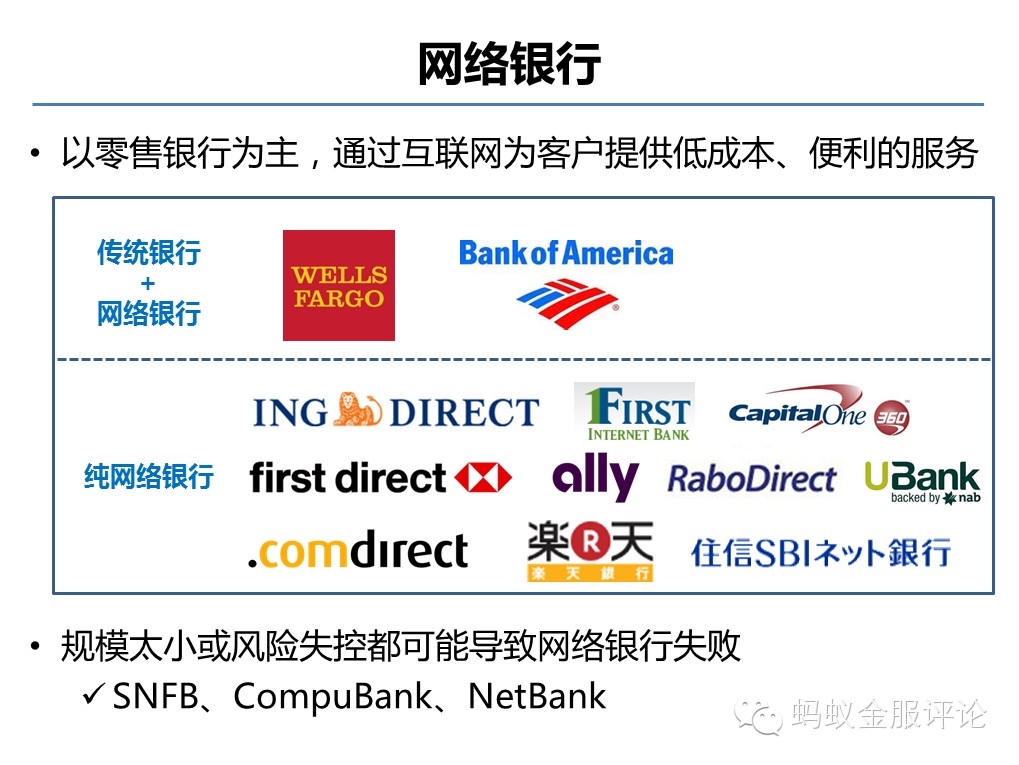 网络银行
• 以零售银行为主，通过互联网为客户提供低成本、便利的服务
传统银行
+
网络银行
WELLS
FARGO
Bank of America
®
纯网络银行
ING DIRECT
1FIRST
INTERNET BANK
CapitalOne 360
first direct
ally
RaboDirect
UBank
backed by nab
.comdirect
楽R天
楽天銀行
住信SBIネット銀行
• 规模太小或风险失控都可能导致网络银行失败
✓ SNFB、CompuBank、NetBank
蚂蚁金服评论